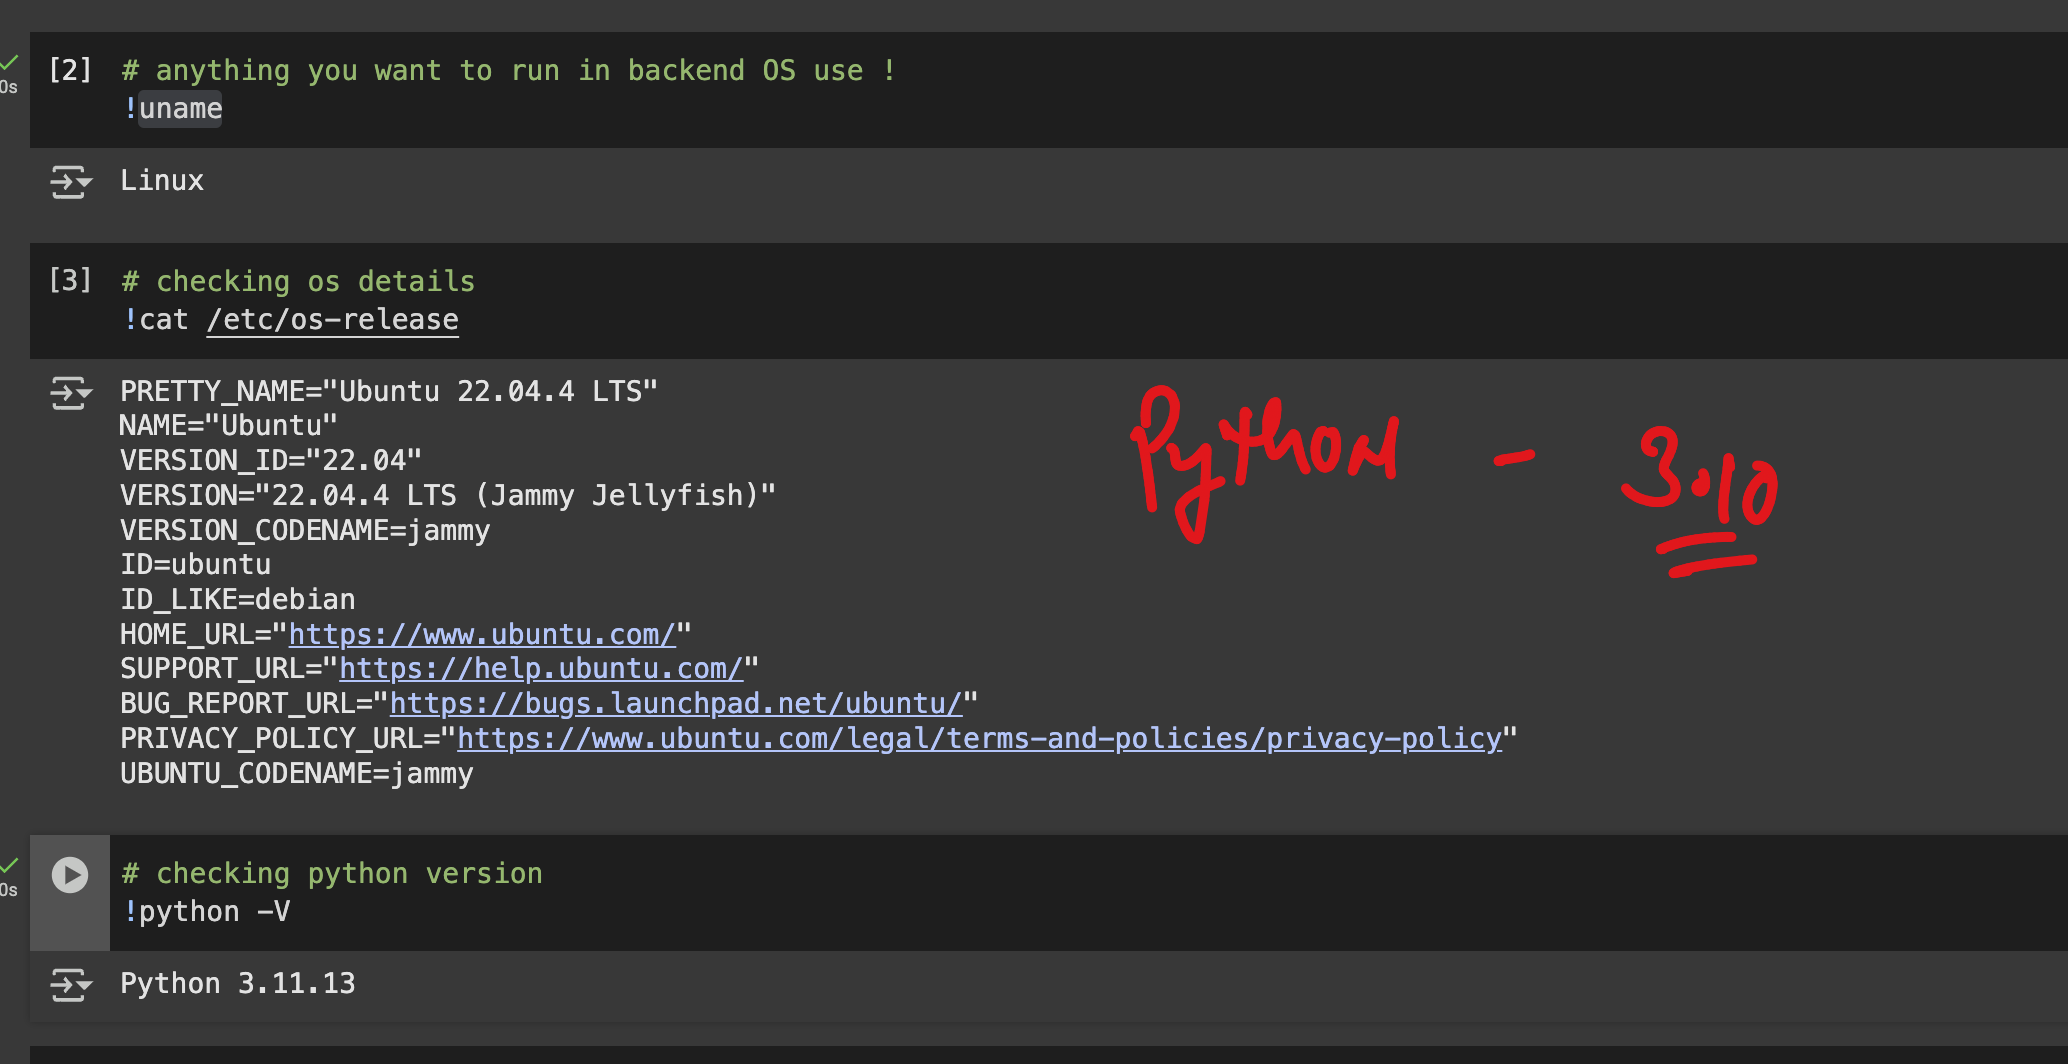 [2] # anything you want to run in backend OS use !
0s
!uname
Linux
[3] # checking os details
!cat /etc/os-release
PRETTY_NAME="Ubuntu 22.04.4 LTS"
NAME="Ubuntu"
VERSION_ID="22.04"
VERSION="22.04.4 LTS (Jammy Jellyfish)"
VERSION_CODENAME=jammy
ID=ubuntu
ID_LIKE=debian
HOME_URL="https://www.ubuntu.com/"
SUPPORT_URL="https://help.ubuntu.com/"
BUG_REPORT_URL="https://bugs.launchpad.net/ubuntu/"
PRIVACY_POLICY_URL="https://www.ubuntu.com/legal/terms-and-policies/privacy-policy"
UBUNTU_CODENAME=jammy
Python - 3.10
# checking python version
0s
!python -V
Python 3.11.13